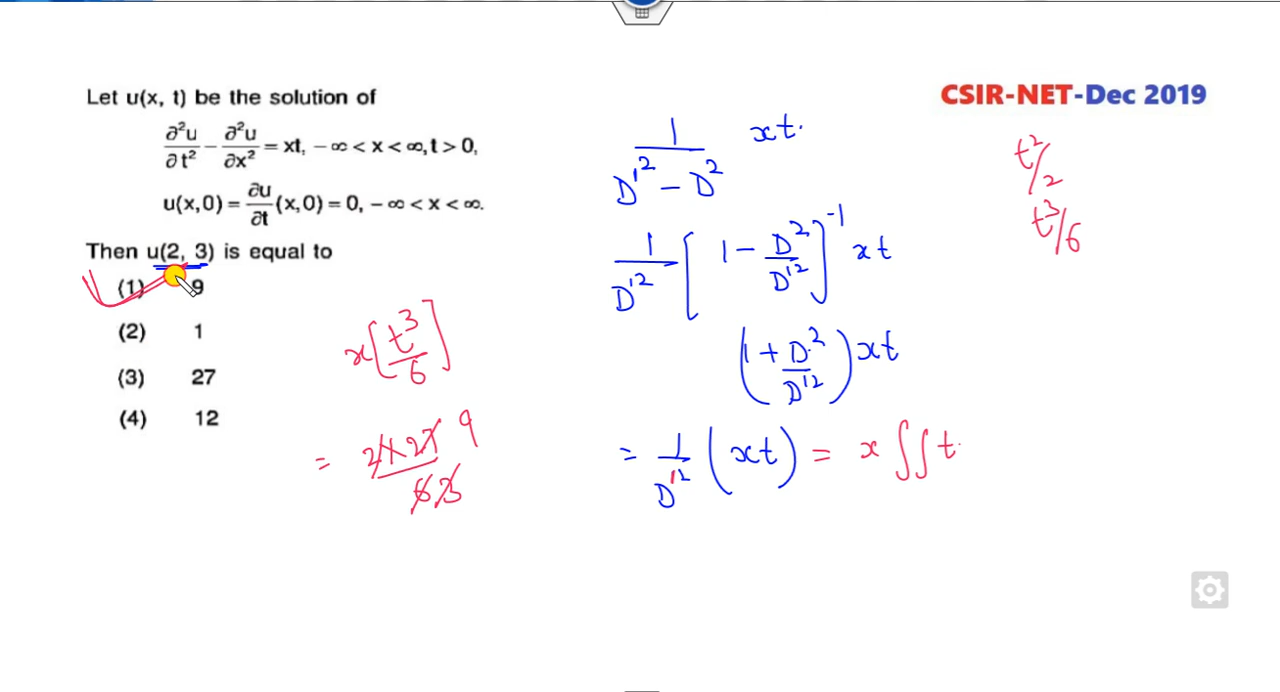 Let u(x, t) be the solution of
∂²u/∂t² − ∂²u/∂x² = xt, −∞ < x < ∞, t > 0,
u(x,0) = ∂u/∂t (x,0) = 0, −∞ < x < ∞.
Then u(2, 3) is equal to
(1) 9
(2) 1
(3) 27
(4) 12
x[t³/6]
= 2×27/6 3 9
CSIR-NET-Dec 2019
1/(D'² − D²) xt.
1/D'² [1 − D²/D'²]⁻¹ xt
(1 + D²/D'²) xt
= 1/D'² (xt) = x ∫∫ t.
t²/2
t³/6